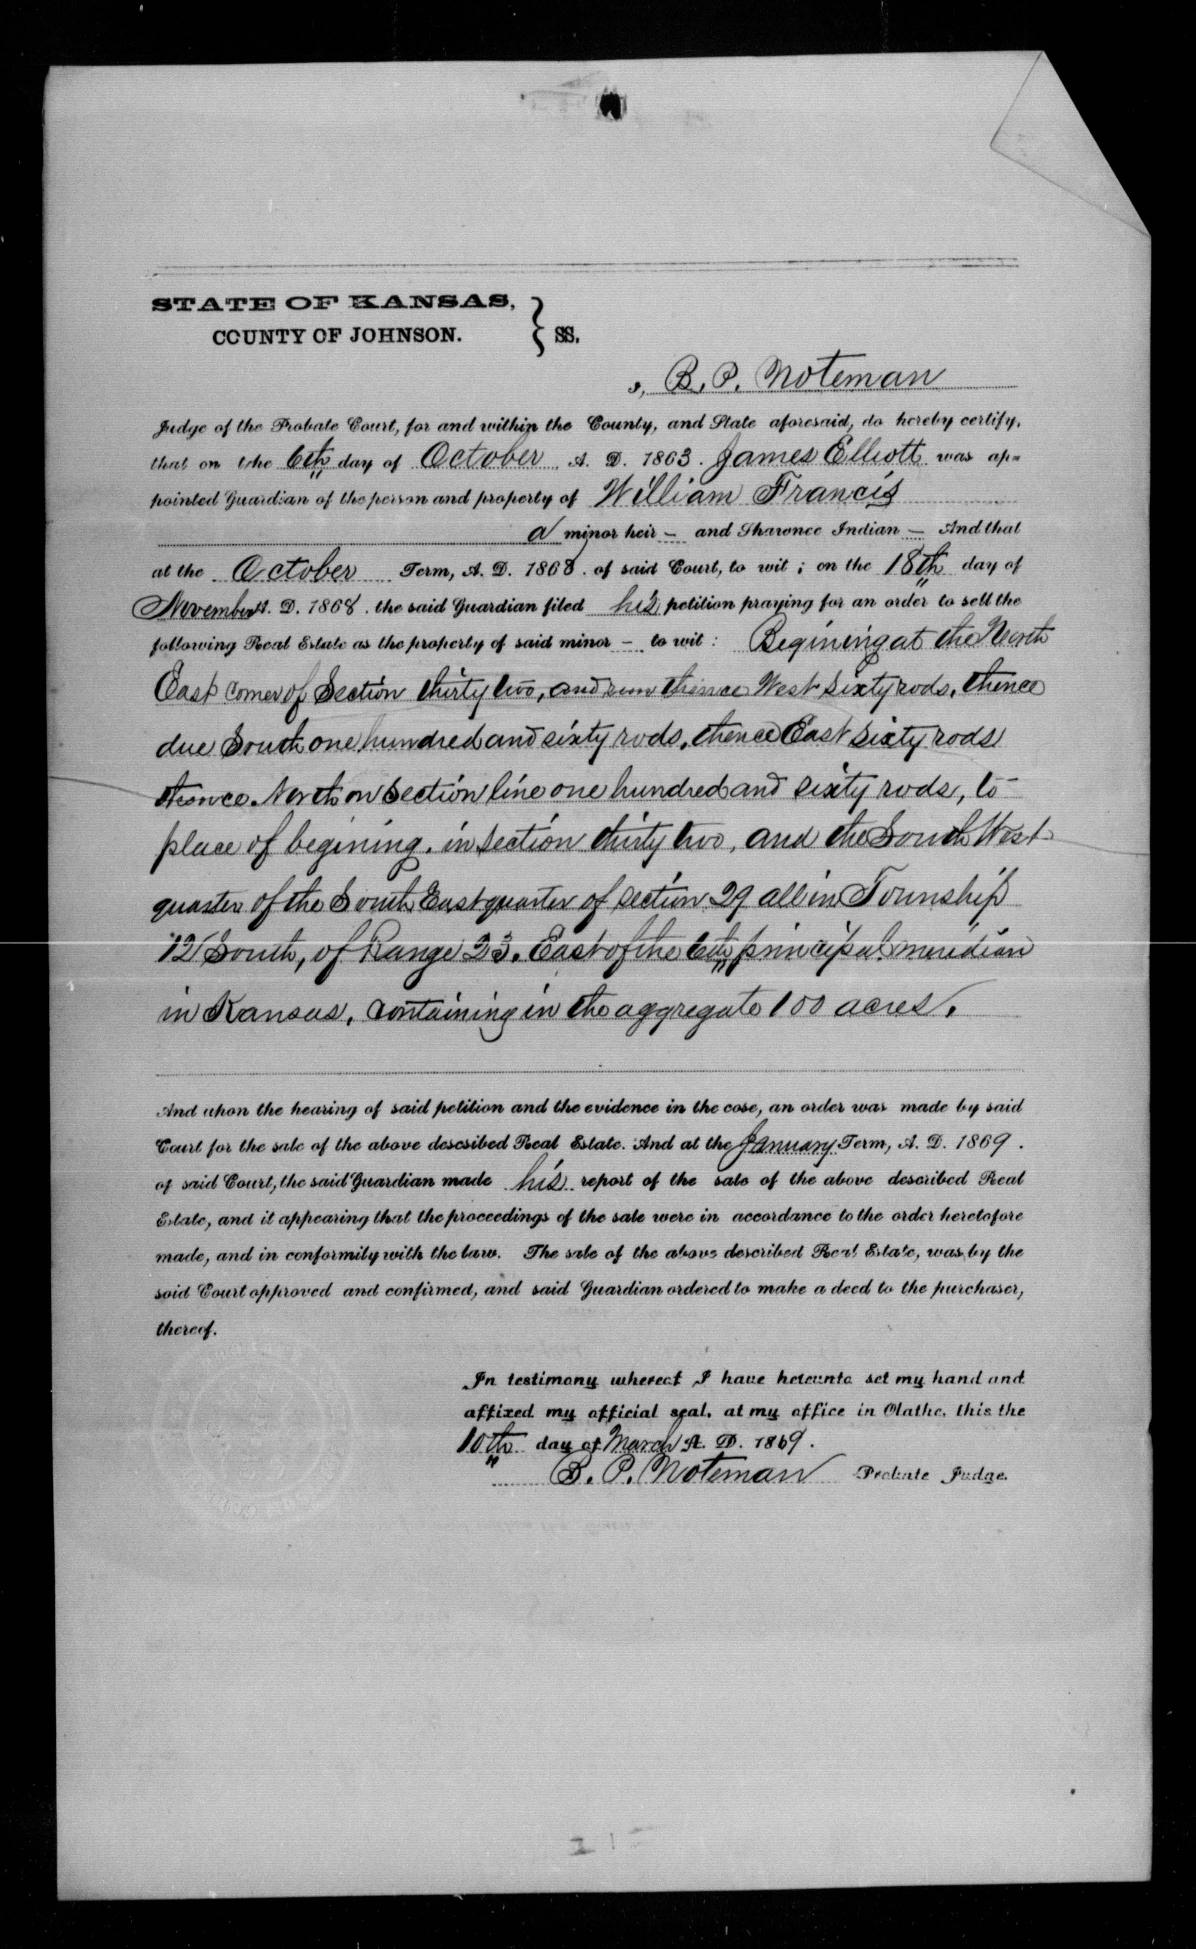 STATE OF KANSAS,
COUNTY OF JOHNSON. } SS.
I, B. P. Noteman
Judge of the Probate Court, for and within the County, and State aforesaid, do hereby certify,
that on the 6th day of October A. D. 1863. James Elliott was ap=
pointed Guardian of the person and property of William Francis
a minor heir — and Shawnee Indian — And that
at the October Term, A. D. 1868. of said Court, to wit; on the 18th day of
November A. D. 1868. the said Guardian filed his petition praying for an order to sell the
following Real Estate as the property of said minor — to wit: Begining at the North
East corner of Section thirty two, and run thence West sixty rods, thence
due South one hundred and sixty rods, thence East sixty rods
thence North on Section line one hundred and sixty rods, to
place of begining. in section thirty two, and the South West
quarter of the South East quarter of section 29 all in Township
12 South, of Range 23. East of the 6th principal meridian
in Kansas, containing in the aggregate 100 acres.
And upon the hearing of said petition and the evidence in the case, an order was made by said
Court for the sale of the above described Real Estate. And at the January Term, A. D. 1869.
of said Court, the said Guardian made his report of the sale of the above described Real
Estate, and it appearing that the proceedings of the sale were in accordance to the order heretofore
made, and in conformity with the law. The sale of the above described Real Estate, was by the
said Court approved and confirmed, and said Guardian ordered to make a deed to the purchaser,
thereof.
In testimony whereof I have hereunto set my hand and
affixed my official seal, at my office in Olathe, this the
10th day of March A. D. 1869.
B. P. Noteman Probate Judge.